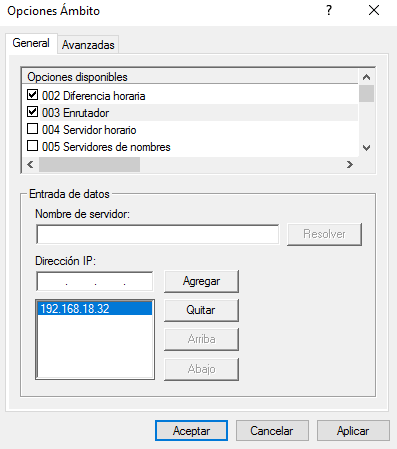 Opciones Ámbito
General
Avanzadas
Opciones disponibles
002 Diferencia horaria
003 Enrutador
004 Servidor horario
005 Servidores de nombres
Entrada de datos
Nombre de servidor:
Resolver
Dirección IP:
. . .
Agregar
192.168.18.32
Quitar
Arriba
Abajo
Aceptar
Cancelar
Aplicar